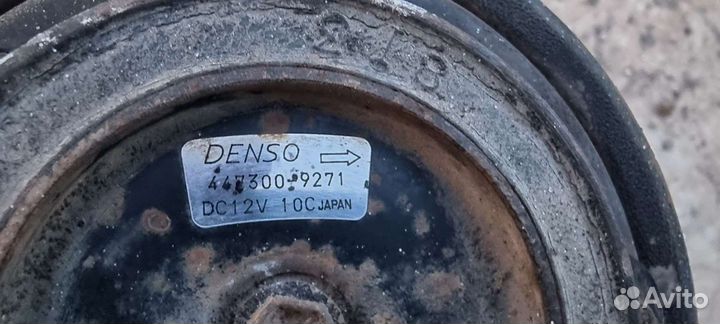 DENSO
447300-9271
DC12V 10C JAPAN
Avito